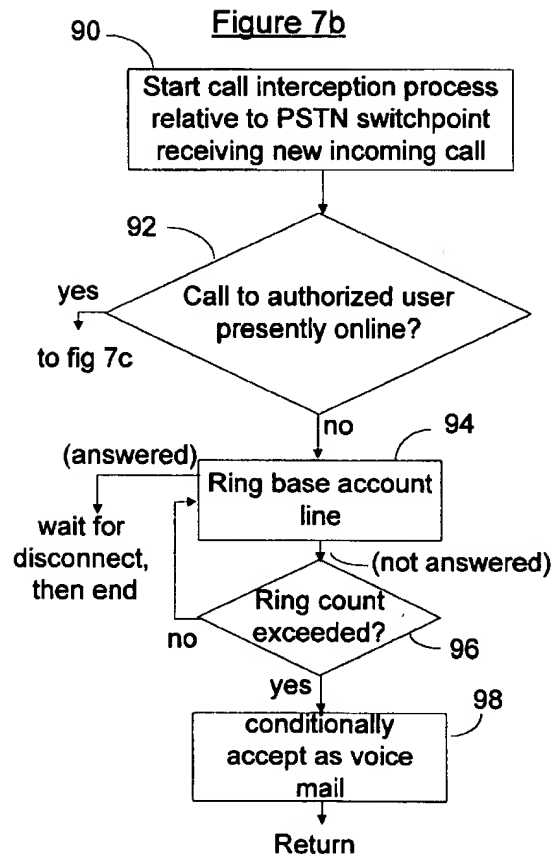 Figure 7b
90
Start call interception process
relative to PSTN switchpoint
receiving new incoming call
92
Call to authorized user
presently online?
yes
to fig 7c
no
94
(answered)
Ring base account
line
wait for
disconnect,
then end
(not answered)
Ring count
exceeded?
no
96
yes
98
conditionally
accept as voice
mail
Return